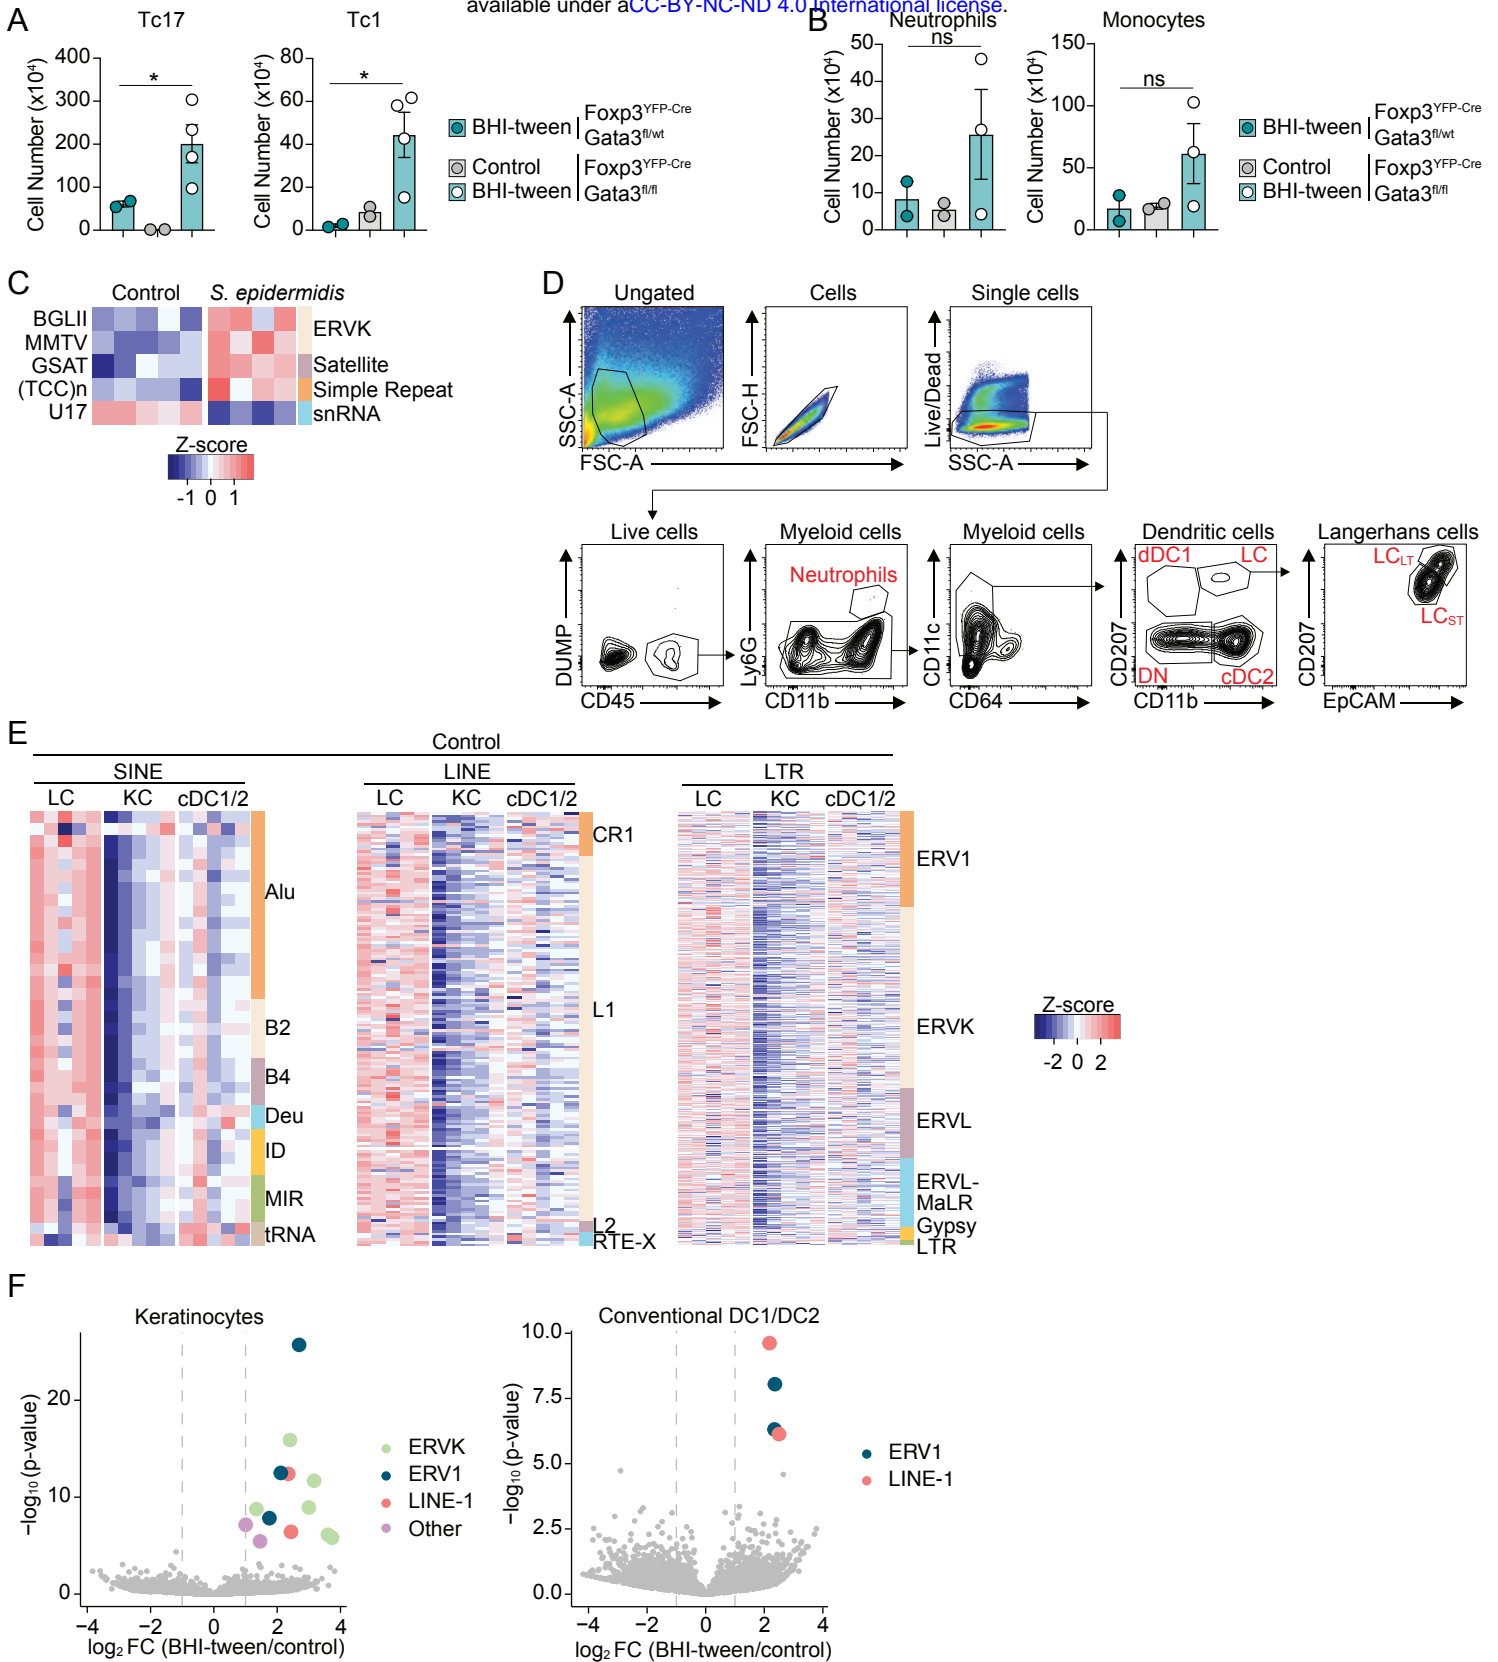 available under aCC-BY-NC-ND 4.0 International license.
A
Tc17
Tc1
Cell Number (x10⁴)
400
300
200
100
0
*
Cell Number (x10⁴)
80
60
40
20
0
*
BHI-tween
Foxp3YFP-Cre
Gata3fl/wt
Control
BHI-tween
Foxp3YFP-Cre
Gata3fl/fl
B
Neutrophils
Monocytes
Cell Number (x10⁴)
50
40
30
20
10
0
ns
Cell Number (x10⁴)
150
100
50
0
ns
BHI-tween
Foxp3YFP-Cre
Gata3fl/wt
Control
BHI-tween
Foxp3YFP-Cre
Gata3fl/fl
C
Control
S. epidermidis
BGLII
MMTV
GSAT
(TCC)n
U17
ERVK
Satellite
Simple Repeat
snRNA
Z-score
-1 0 1
D
Ungated
Cells
Single cells
SSC-A
FSC-A
FSC-H
Live/Dead
SSC-A
Live cells
Myeloid cells
Myeloid cells
Dendritic cells
Langerhans cells
DUMP
CD45
Ly6G
Neutrophils
CD11b
CD11c
CD64
CD207
dDC1
LC
DN
cDC2
CD11b
CD207
LCLT
LCST
EpCAM
E
Control
SINE
LINE
LTR
LC KC cDC1/2
LC KC cDC1/2
LC KC cDC1/2
Alu
B2
B4
Deu
ID
MIR
tRNA
CR1
L1
L2
RTE-X
ERV1
ERVK
ERVL
ERVL-
MaLR
Gypsy
LTR
Z-score
-2 0 2
F
Keratinocytes
−log₁₀ (p-value)
20
10
0
−4 −2 0 2 4
log₂ FC (BHI-tween/control)
ERVK
ERV1
LINE-1
Other
Conventional DC1/DC2
−log₁₀ (p-value)
10.0
7.5
5.0
2.5
0.0
−4 −2 0 2 4
log₂ FC (BHI-tween/control)
ERV1
LINE-1